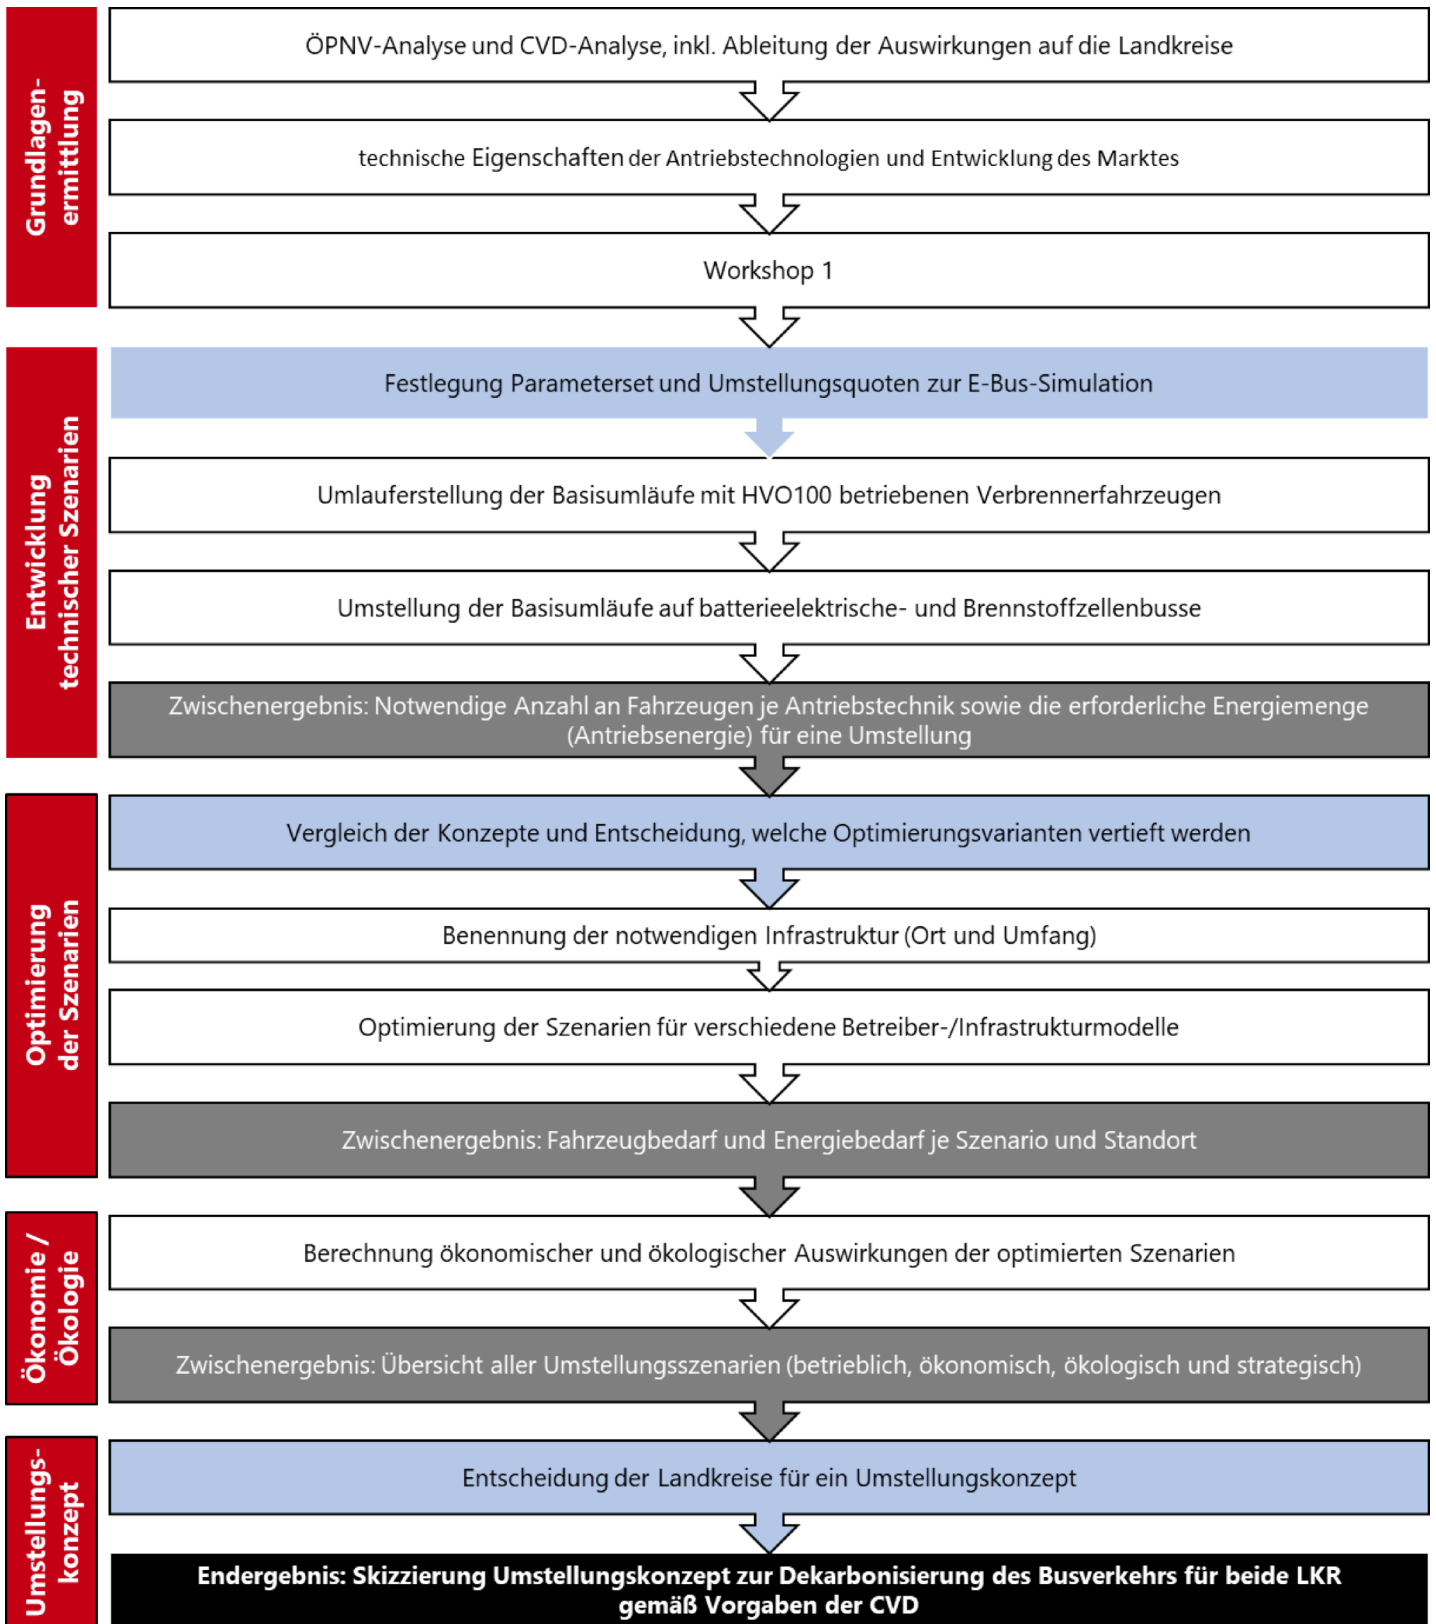 Grundlagen-
ermittlung
ÖPNV-Analyse und CVD-Analyse, inkl. Ableitung der Auswirkungen auf die Landkreise
technische Eigenschaften der Antriebstechnologien und Entwicklung des Marktes
Workshop 1
Entwicklung
technischer Szenarien
Festlegung Parameterset und Umstellungsquoten zur E-Bus-Simulation
Umlauferstellung der Basisumläufe mit HVO100 betriebenen Verbrennerfahrzeugen
Umstellung der Basisumläufe auf batterieelektrische- und Brennstoffzellenbusse
Zwischenergebnis: Notwendige Anzahl an Fahrzeugen je Antriebstechnik sowie die erforderliche Energiemenge
(Antriebsenergie) für eine Umstellung
Optimierung
der Szenarien
Vergleich der Konzepte und Entscheidung, welche Optimierungsvarianten vertieft werden
Benennung der notwendigen Infrastruktur (Ort und Umfang)
Optimierung der Szenarien für verschiedene Betreiber-/Infrastrukturmodelle
Zwischenergebnis: Fahrzeugbedarf und Energiebedarf je Szenario und Standort
Ökonomie /
Ökologie
Berechnung ökonomischer und ökologischer Auswirkungen der optimierten Szenarien
Zwischenergebnis: Übersicht aller Umstellungsszenarien (betrieblich, ökonomisch, ökologisch und strategisch)
Umstellungs-
konzept
Entscheidung der Landkreise für ein Umstellungskonzept
Endergebnis: Skizzierung Umstellungskonzept zur Dekarbonisierung des Busverkehrs für beide LKR
gemäß Vorgaben der CVD